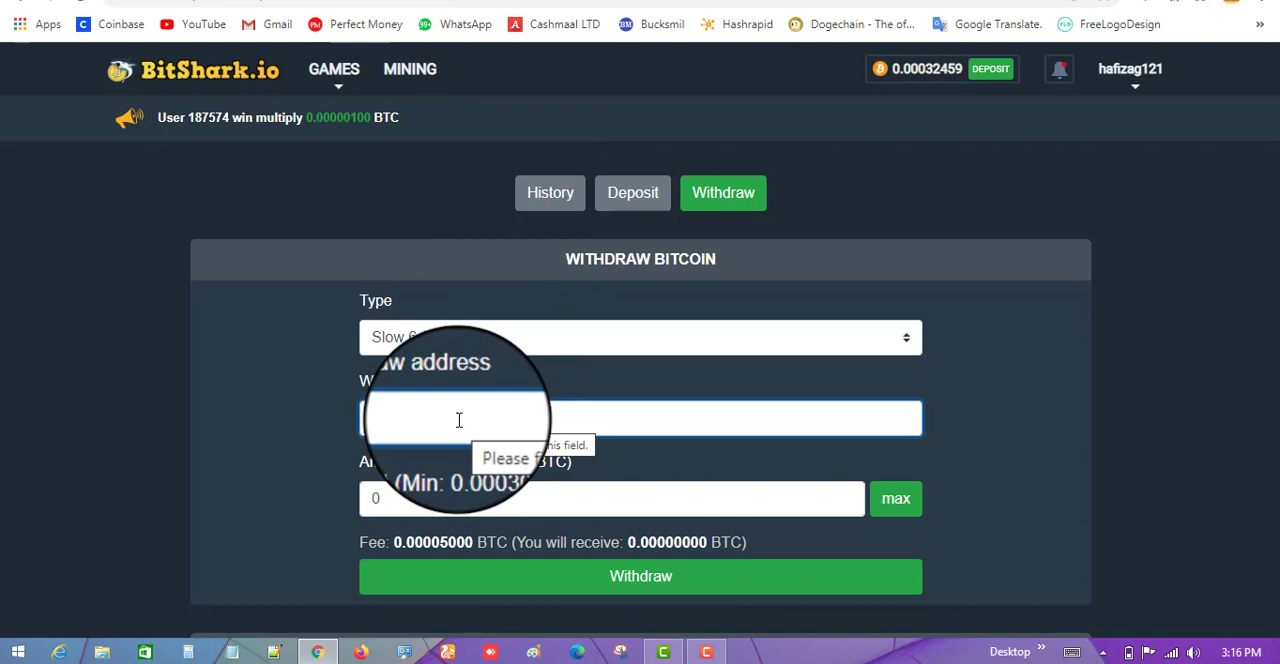 Apps Coinbase YouTube Gmail Perfect Money 99+ WhatsApp Cashmaal LTD Bucksmil Hashrapid Dogechain - The of... Google Translate. FreeLogoDesign »
BitShark.io GAMES MINING 0.00032459 DEPOSIT hafizag121
User 187574 win multiply 0.00000100 BTC
History Deposit Withdraw
WITHDRAW BITCOIN
Type
Slow
aw address
his field.
Please
(Min: 0.0003
BTC)
0 max
Fee: 0.00005000 BTC (You will receive: 0.00000000 BTC)
Withdraw
Desktop » 3:16 PM